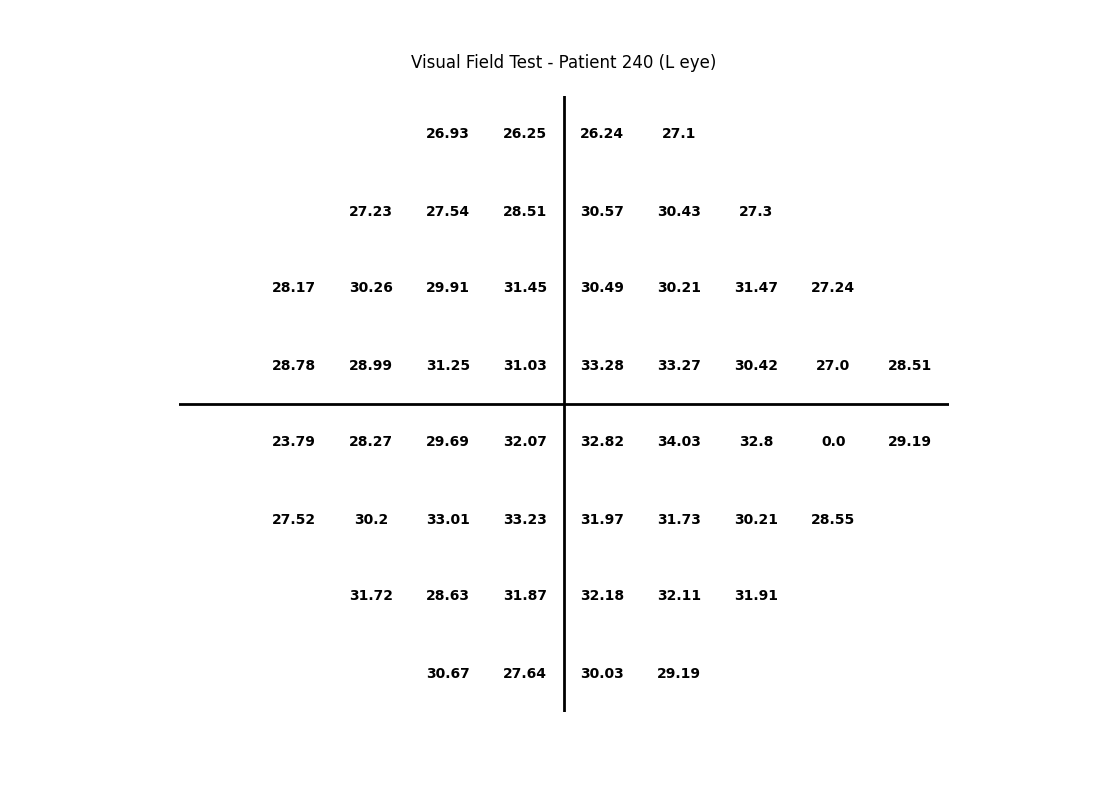 Visual Field Test - Patient 240 (L eye)
26.93 26.25 26.24 27.1
27.23 27.54 28.51 30.57 30.43 27.3
28.17 30.26 29.91 31.45 30.49 30.21 31.47 27.24
28.78 28.99 31.25 31.03 33.28 33.27 30.42 27.0 28.51
23.79 28.27 29.69 32.07 32.82 34.03 32.8 0.0 29.19
27.52 30.2 33.01 33.23 31.97 31.73 30.21 28.55
31.72 28.63 31.87 32.18 32.11 31.91
30.67 27.64 30.03 29.19